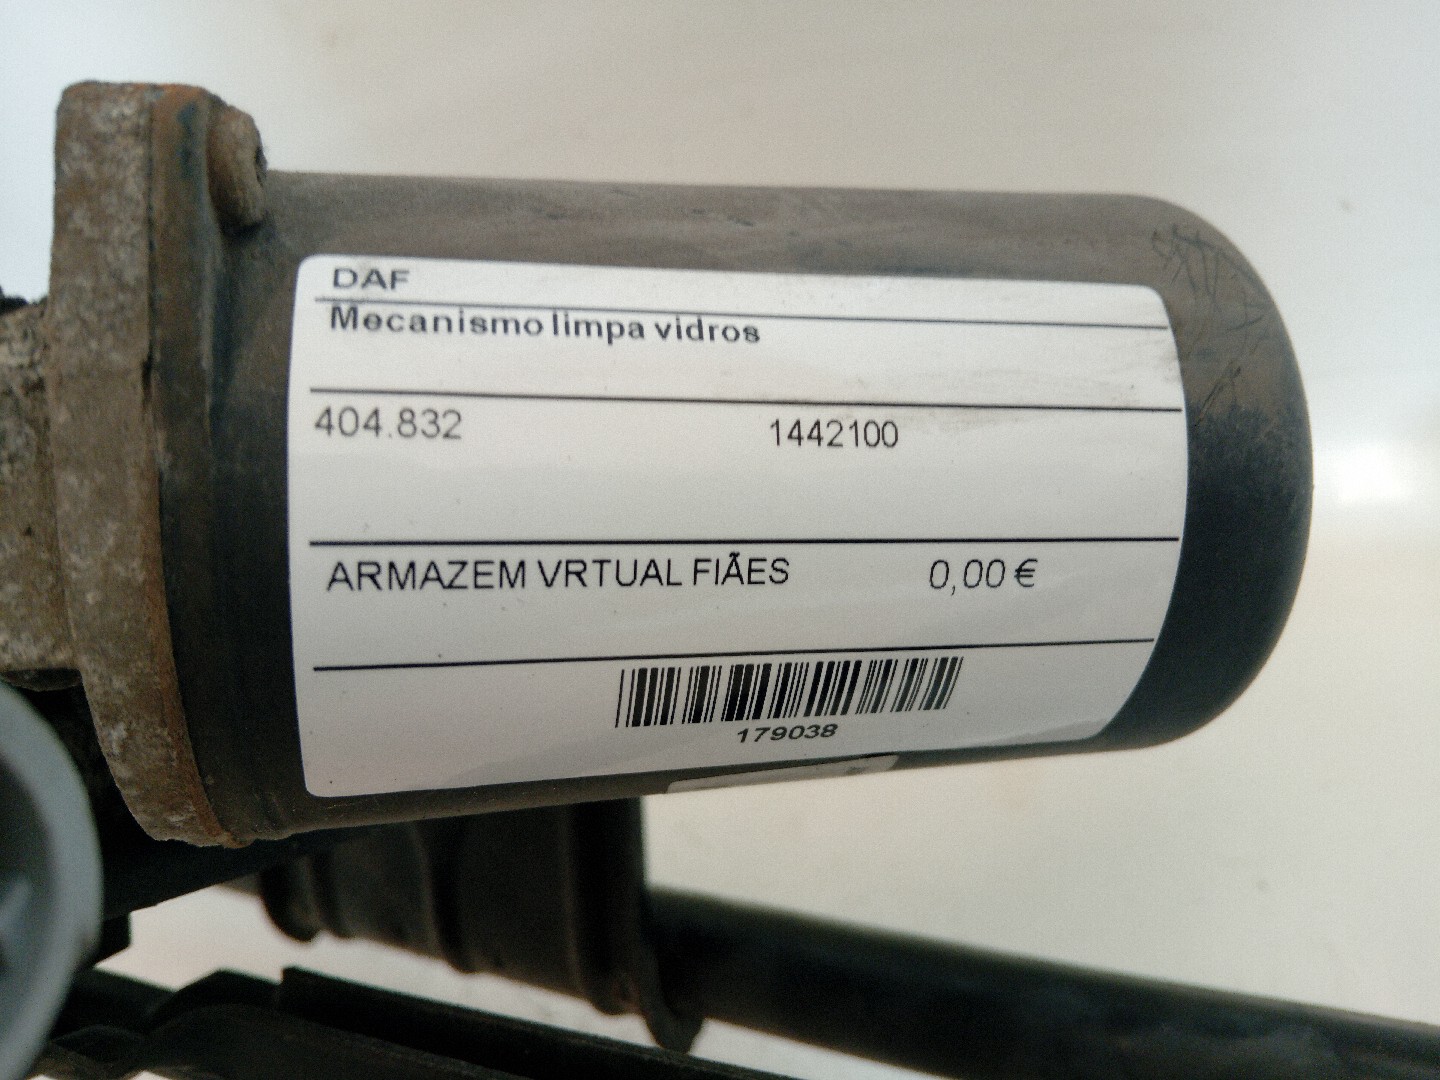 DAF
Mecanismo limpa vidros
404.832 1442100
ARMAZEM VRTUAL FIÃES 0,00 €
179038